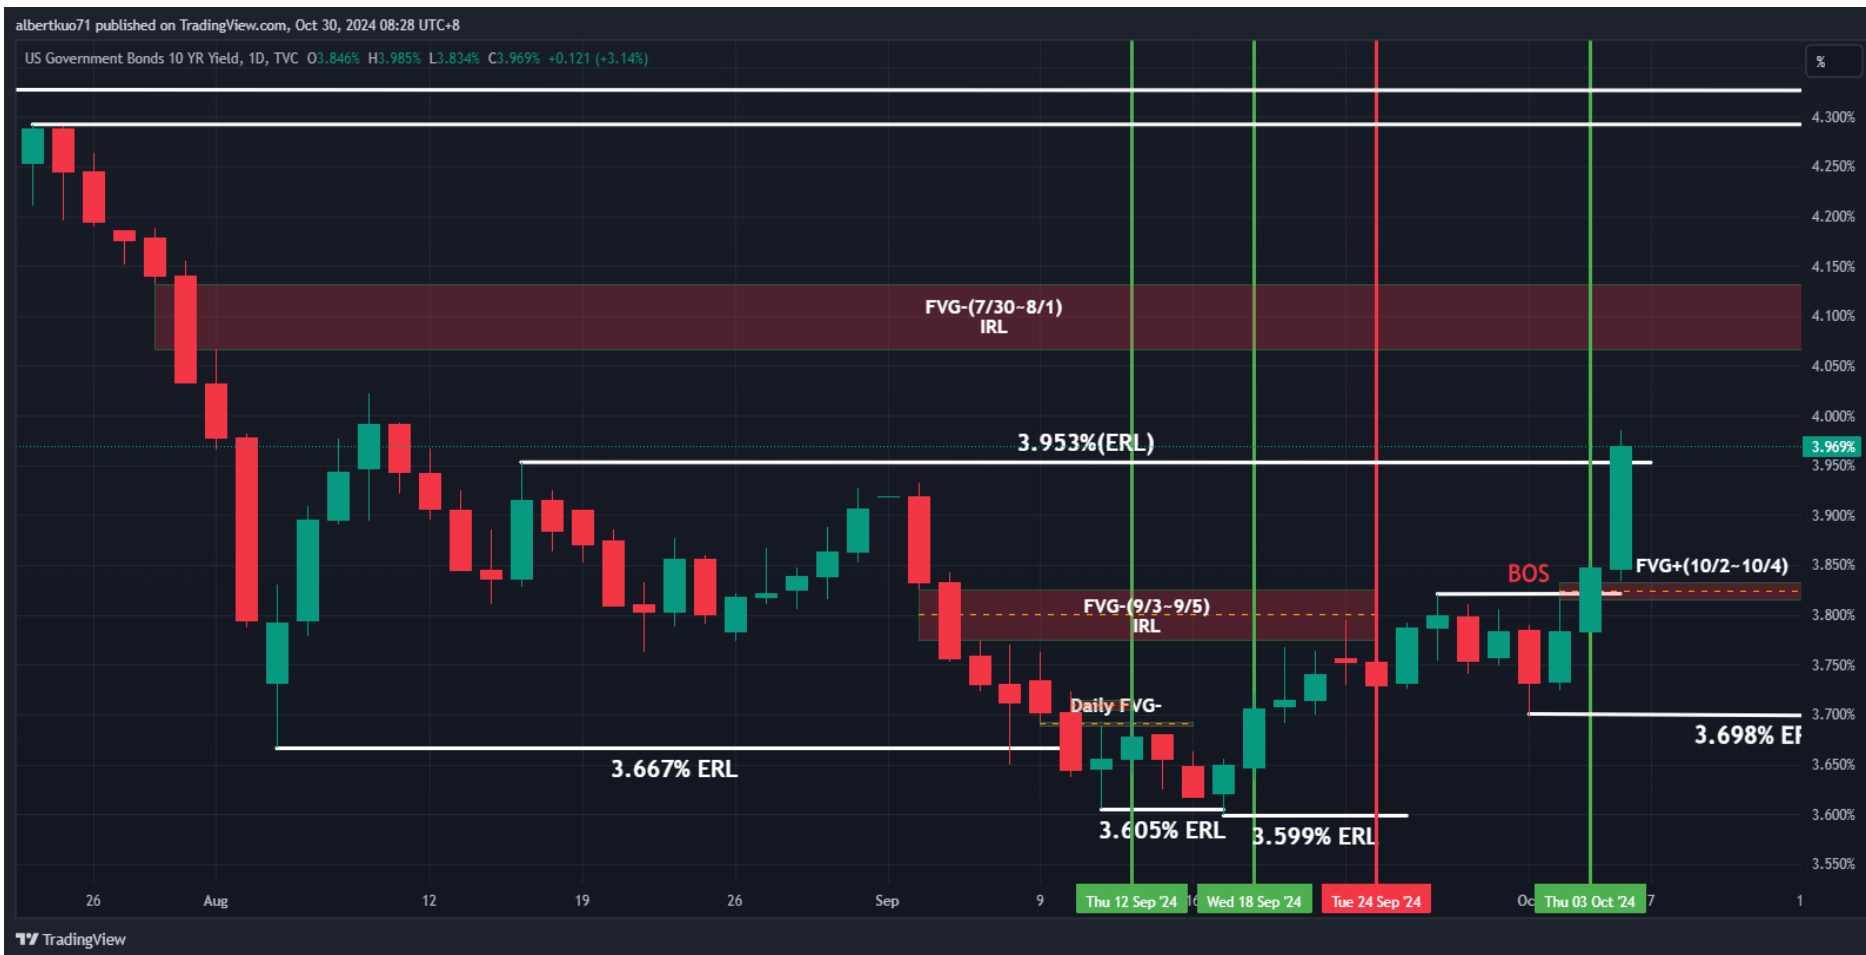 albertkuo71 published on TradingView.com, Oct 30, 2024 08:28 UTC+8
US Government Bonds 10 YR Yield, 1D, TVC O3.846% H3.985% L3.834% C3.969% +0.121 (+3.14%)
%
4.300%
4.250%
4.200%
4.150%
FVG-(7/30~8/1)
IRL
4.100%
4.050%
4.000%
3.953%(ERL)
3.969%
3.950%
3.900%
BOS
FVG+(10/2~10/4)
3.850%
FVG-(9/3~9/5)
IRL
3.800%
3.750%
Daily FVG-
3.700%
3.698% EF
3.667% ERL
3.650%
3.605% ERL
3.599% ERL
3.600%
3.550%
26 Aug 12 19 26 Sep 9 Thu 12 Sep '24 16 Wed 18 Sep '24 Tue 24 Sep '24 Oc Thu 03 Oct '24 7 1
TradingView